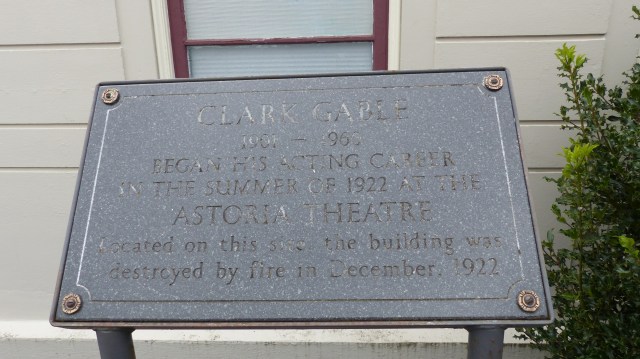 CLARK GABLE
1901 - 1960
BEGAN HIS ACTING CAREER
IN THE SUMMER OF 1922 AT THE
ASTORIA THEATRE
Located on this site, the building was
destroyed by fire in December, 1922